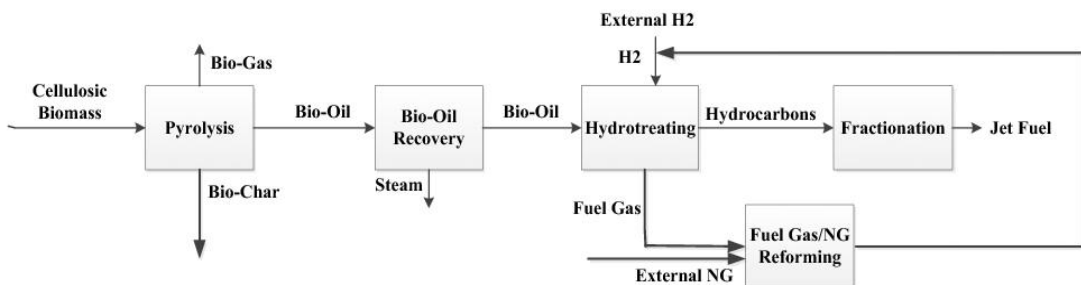 External H2
H2
Bio-Gas
Cellulosic
Biomass
Pyrolysis
Bio-Oil
Bio-Oil
Recovery
Bio-Oil
Hydrotreating
Hydrocarbons
Fractionation
Jet Fuel
Bio-Char
Steam
Fuel Gas
Fuel Gas/NG
Reforming
External NG